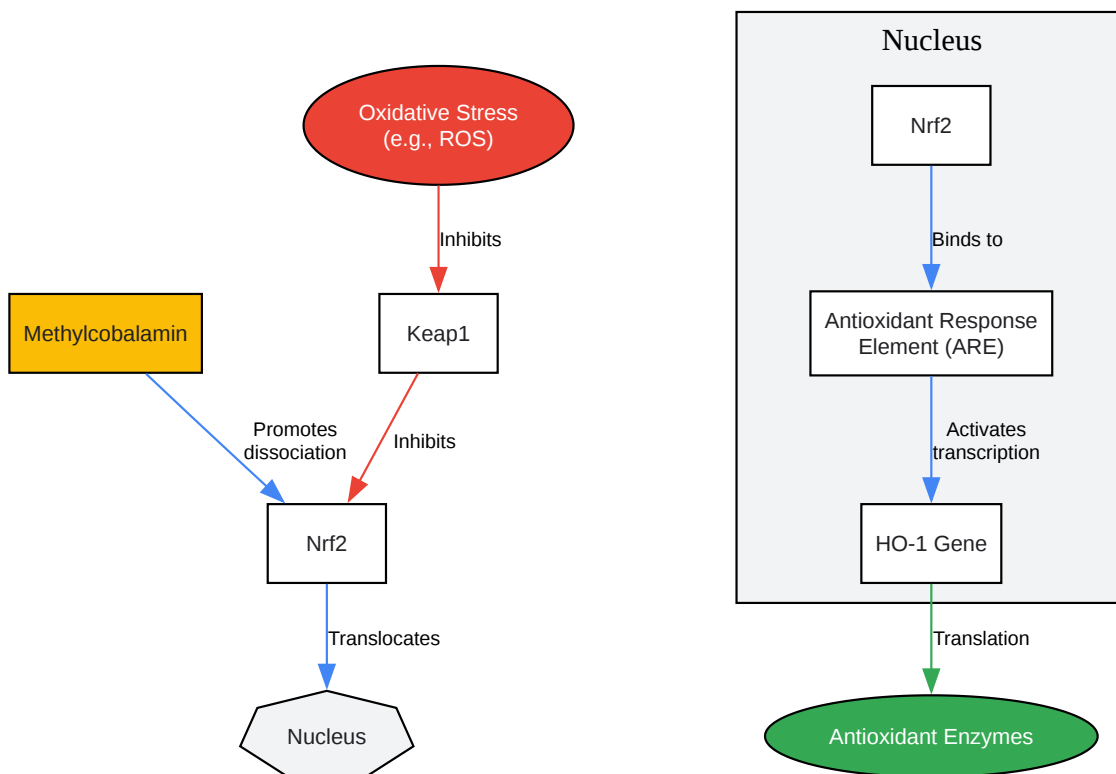 Oxidative Stress
(e.g., ROS)
Inhibits
Methylcobalamin
Keap1
Promotes
dissociation
Inhibits
Nrf2
Translocates
Nucleus
Nucleus
Nrf2
Binds to
Antioxidant Response
Element (ARE)
Activates
transcription
HO-1 Gene
Translation
Antioxidant Enzymes